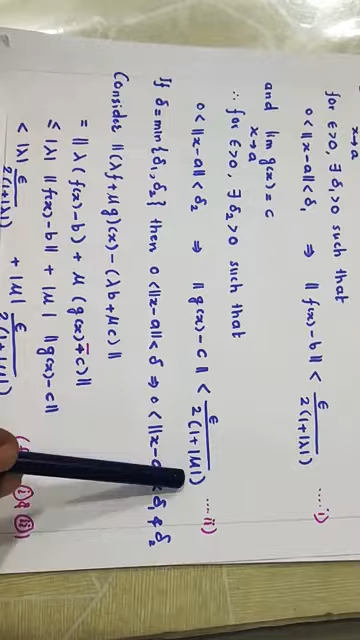 x→a
for ε>0, ∃ δ₁>0 such that
0<||x-a||<δ₁ ⇒ ||f(x)-b|| < ε/2(1+|λ|) ....i)
and lim g(x)=c
x→a
∴ for ε>0, ∃ δ₂>0 such that
0<||x-a||<δ₂ ⇒ ||g(x)-c|| < ε/2(1+|μ|) ....ii)
If δ=min{δ₁,δ₂} then 0<||x-a||<δ ⇒ 0<||x- δ₁ & δ₂
Consider ||(λf+μg)(x)-(λb+μc)||
= ||λ(f(x)-b) + μ(g(x)-c)||
≤ |λ| ||f(x)-b|| + |μ| ||g(x)-c||
< |λ| ε/2(1+|λ|) + |μ| ε/2(1+|μ|) i) & ii)